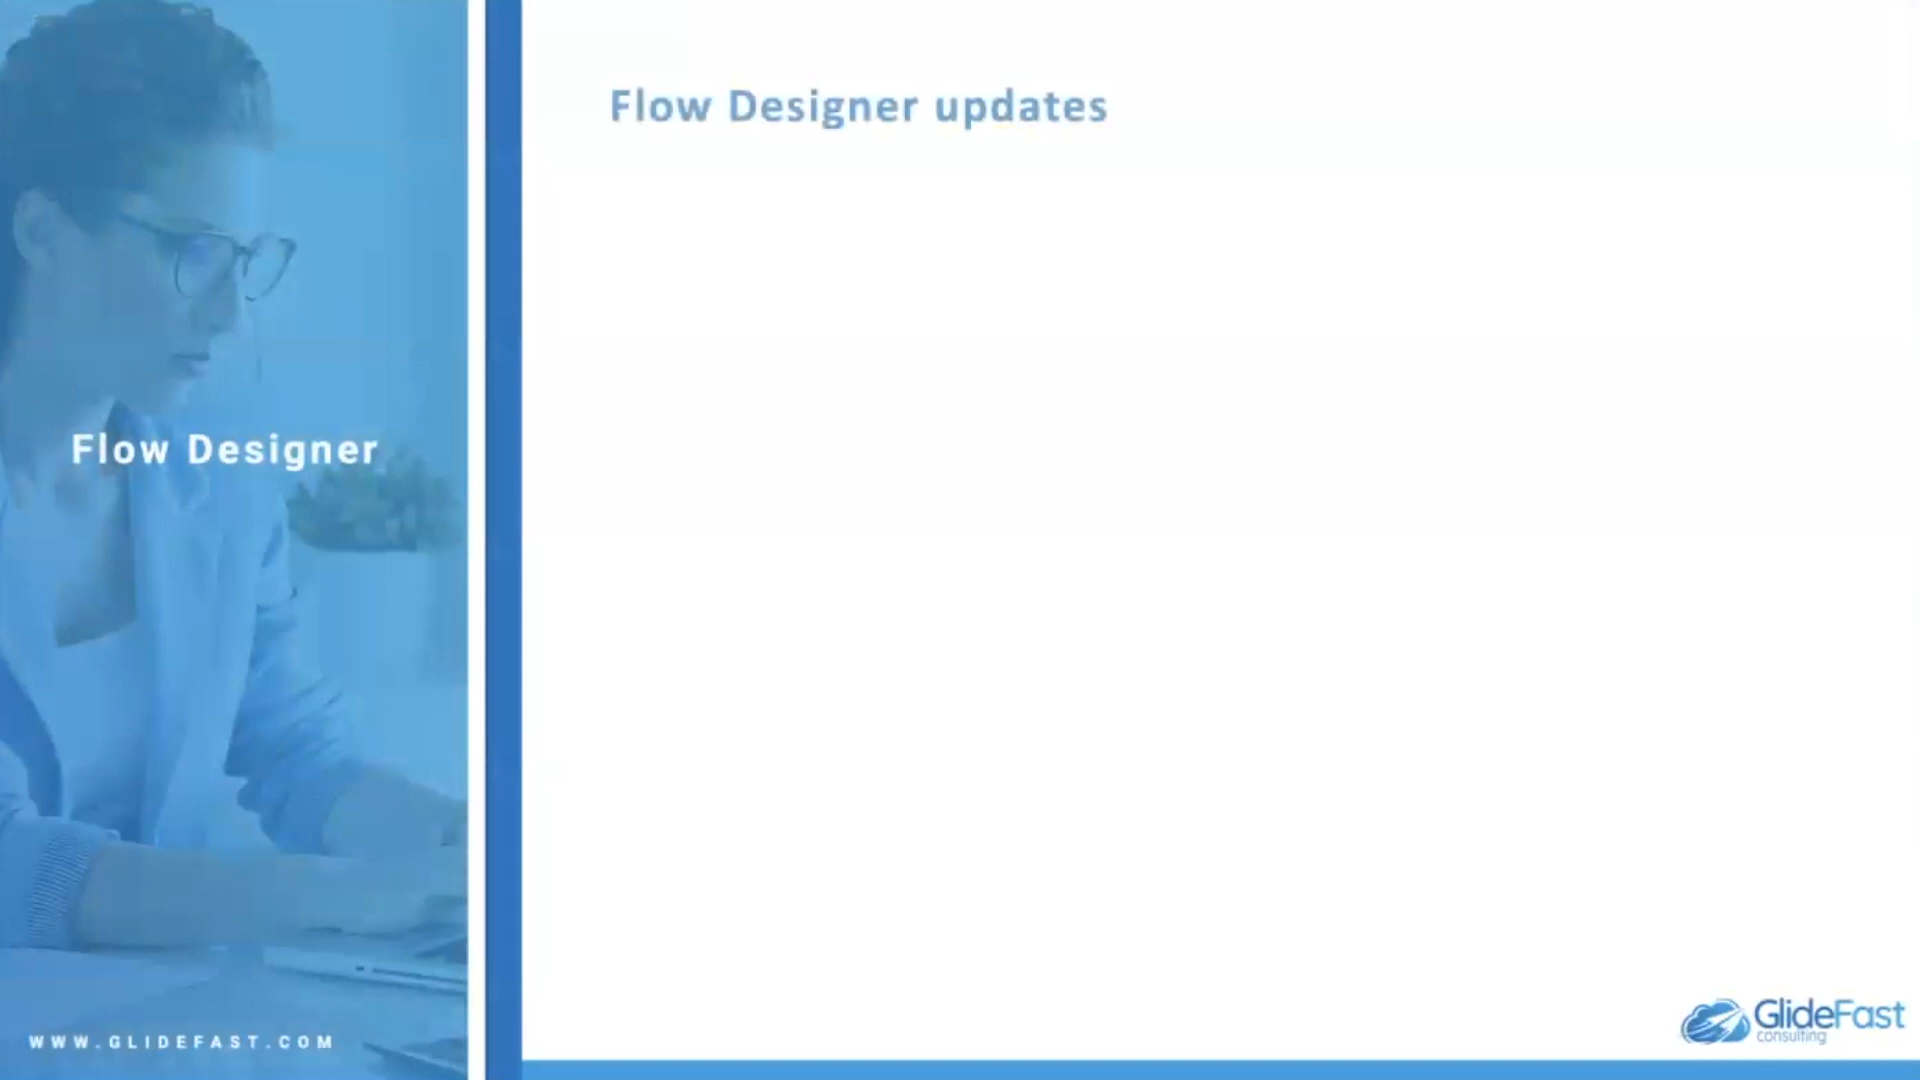 Flow Designer updates
Flow Designer
WWW.GLIDEFAST.COM
GlideFast
consulting